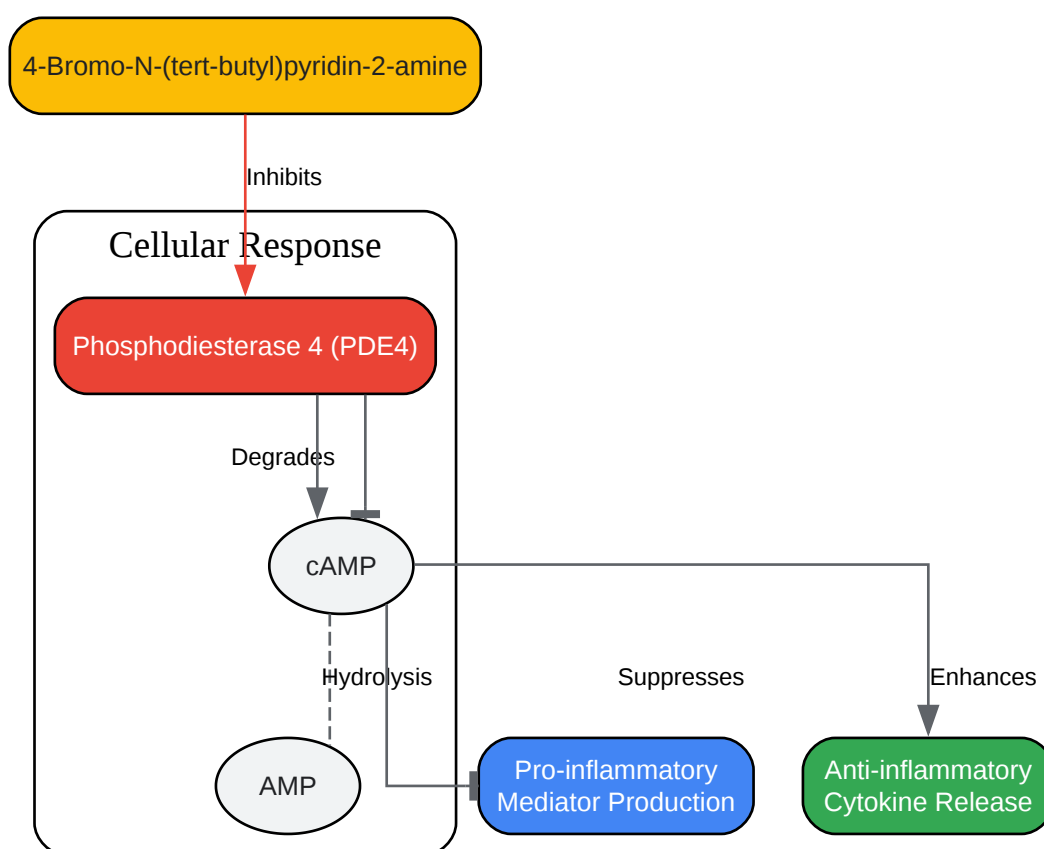 4-Bromo-N-(tert-butyl)pyridin-2-amine
Inhibits
Cellular Response
Phosphodiesterase 4 (PDE4)
Degrades
cAMP
Hydrolysis
Suppresses
Enhances
AMP
Pro-inflammatory
Mediator Production
Anti-inflammatory
Cytokine Release